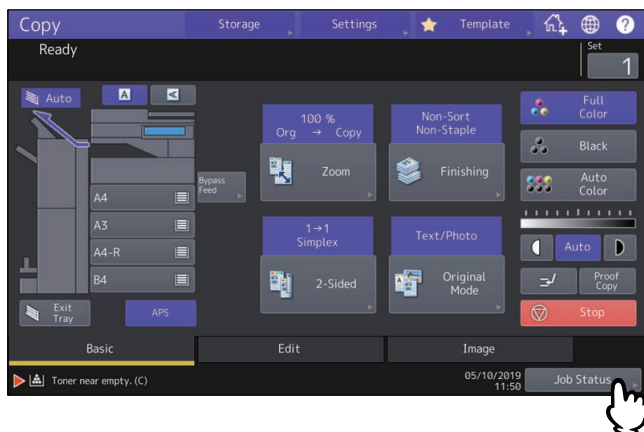 Copy
Storage
Settings
Template
?
Ready
Set
1
Auto
A
A
100 %
Org → Copy
Non-Sort
Non-Staple
Full
Color
Zoom
Finishing
Black
Bypass
Feed
Auto
Color
A4
A3
A4-R
B4
1→1
Simplex
Text/Photo
2-Sided
Original
Mode
Auto
Proof
Copy
Exit
Tray
APS
Stop
Basic
Edit
Image
Toner near empty. (C)
05/10/2019
11:50
Job Status